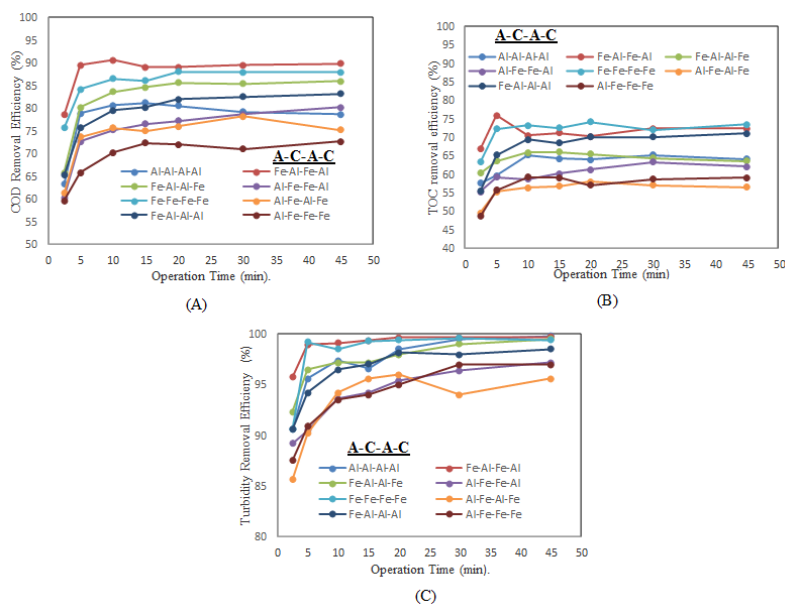 COD Removal Efficiency (%)
100
95
90
85
80
75
70
65
60
55
50
A-C-A-C
Al-Al-Al-Al
Fe-Al-Fe-Al
Fe-Al-Al-Fe
Al-Fe-Fe-Al
Fe-Fe-Fe-Fe
Al-Fe-Al-Fe
Fe-Al-Al-Al
Al-Fe-Fe-Fe
0 5 10 15 20 25 30 35 40 45 50
Operation Time (min).
(A)
TOC removal efficiency (%)
100
95
90
85
80
75
70
65
60
55
50
45
40
A-C-A-C
Al-Al-Al-Al
Fe-Al-Fe-Al
Fe-Al-Al-Fe
Al-Fe-Fe-Al
Fe-Fe-Fe-Fe
Al-Fe-Al-Fe
Fe-Al-Al-Al
Al-Fe-Fe-Fe
0 5 10 15 20 25 30 35 40 45 50
Operation Time (min)
(B)
Turbidity Removal Efficieny (%)
100
95
90
85
80
A-C-A-C
Al-Al-Al-Al
Fe-Al-Fe-Al
Fe-Al-Al-Fe
Al-Fe-Fe-Al
Fe-Fe-Fe-Fe
Al-Fe-Al-Fe
Fe-Al-Al-Al
Al-Fe-Fe-Fe
0 5 10 15 20 25 30 35 40 45 50
Operation Time (min).
(C)